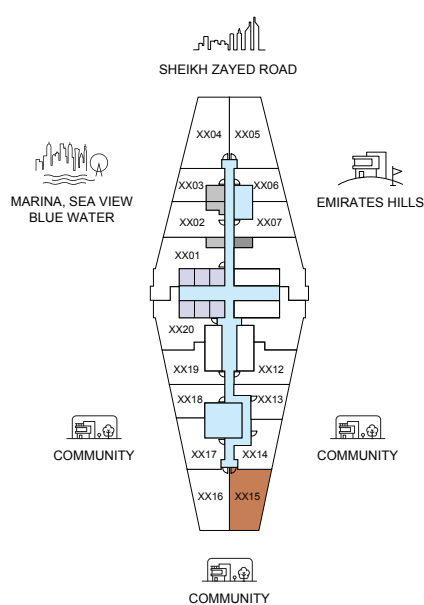 SHEIKH ZAYED ROAD
XX04 XX05
MARINA, SEA VIEW
BLUE WATER
XX03 XX06
EMIRATES HILLS
XX02 XX07
XX01
XX20
XX19 XX12
XX18 XX13
COMMUNITY
XX17 XX14
COMMUNITY
XX16 XX15
COMMUNITY